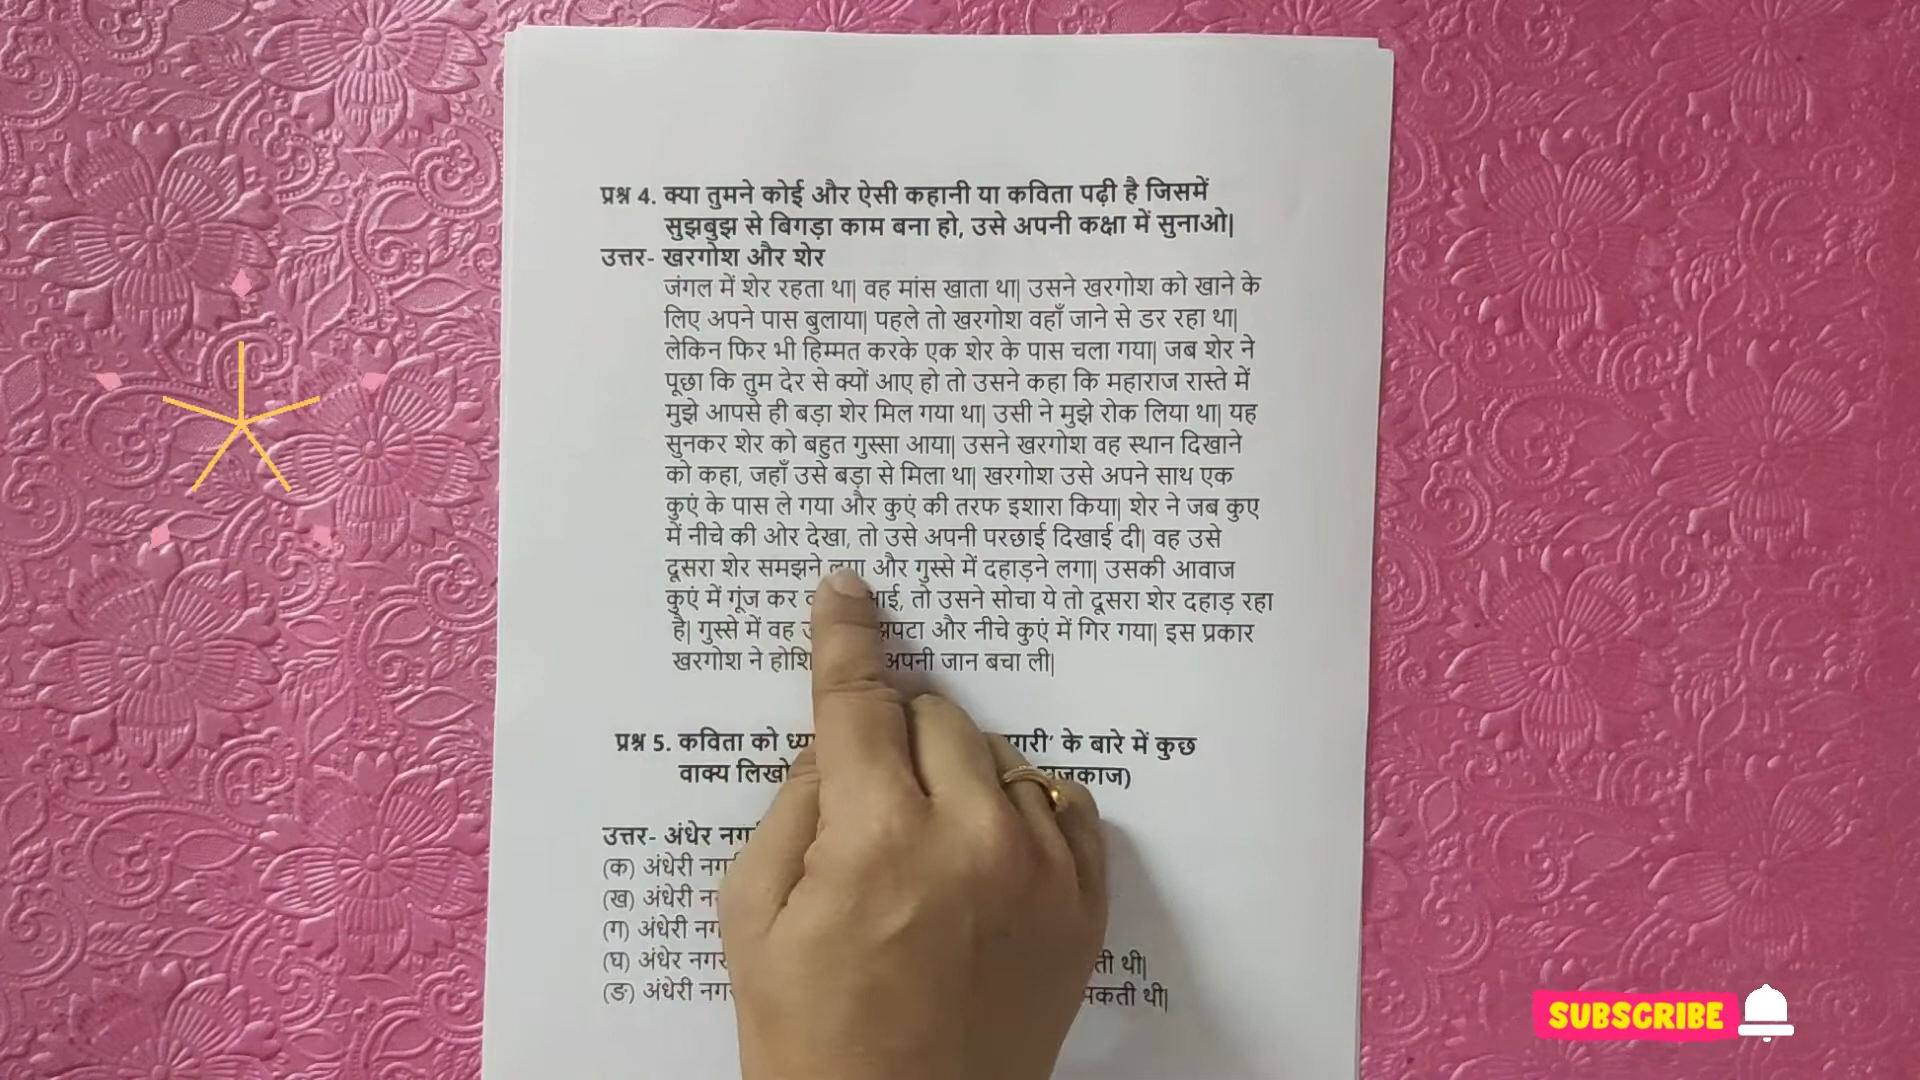 प्रश्न 4. क्या तुमने कोई और ऐसी कहानी या कविता पढ़ी है जिसमें
सुझबुझ से बिगड़ा काम बना हो, उसे अपनी कक्षा में सुनाओ|
उत्तर- खरगोश और शेर
जंगल में शेर रहता था| वह मांस खाता था| उसने खरगोश को खाने के
लिए अपने पास बुलाया| पहले तो खरगोश वहाँ जाने से डर रहा था|
लेकिन फिर भी हिम्मत करके एक शेर के पास चला गया| जब शेर ने
पूछा कि तुम देर से क्यों आए हो तो उसने कहा कि महाराज रास्ते में
मुझे आपसे ही बड़ा शेर मिल गया था| उसी ने मुझे रोक लिया था| यह
सुनकर शेर को बहुत गुस्सा आया| उसने खरगोश वह स्थान दिखाने
को कहा, जहाँ उसे बड़ा से मिला था| खरगोश उसे अपने साथ एक
कुएं के पास ले गया और कुएं की तरफ इशारा किया| शेर ने जब कुए
में नीचे की ओर देखा, तो उसे अपनी परछाई दिखाई दी| वह उसे
दूसरा शेर समझने लगा और गुस्से में दहाड़ने लगा| उसकी आवाज
कुएं में गूंज कर आई, तो उसने सोचा ये तो दूसरा शेर दहाड़ रहा
है| गुस्से में वह झपटा और नीचे कुएं में गिर गया| इस प्रकार
खरगोश ने अपनी जान बचा ली|
प्रश्न 5. कविता को के बारे में कुछ
वाक्य लिखो राजकाज)
उत्तर- अंधेर
(क) अंधेरी
(ख) अंधेरी
(ग) अंधेरी
(घ) अंधेर थी|
(ङ) अंधेरी सकती थी|
SUBSCRIBE